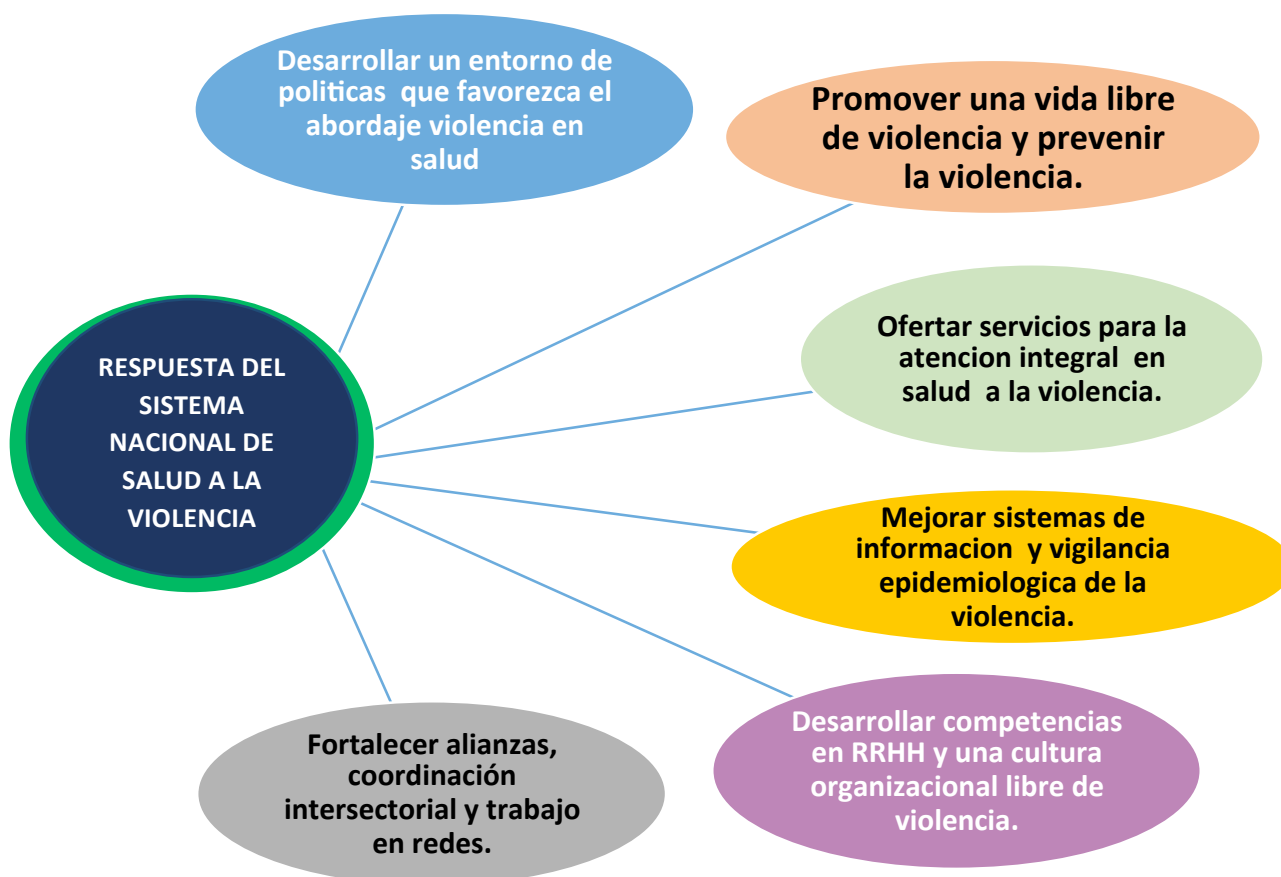 Desarrollar un entorno de
politicas que favorezca el
abordaje violencia en
salud
Promover una vida libre
de violencia y prevenir
la violencia.
Ofertar servicios para la
atencion integral en
salud a la violencia.
RESPUESTA DEL
SISTEMA
NACIONAL DE
SALUD A LA
VIOLENCIA
Mejorar sistemas de
informacion y vigilancia
epidemiologica de la
violencia.
Desarrollar competencias
en RRHH y una cultura
organizacional libre de
violencia.
Fortalecer alianzas,
coordinación
intersectorial y trabajo
en redes.